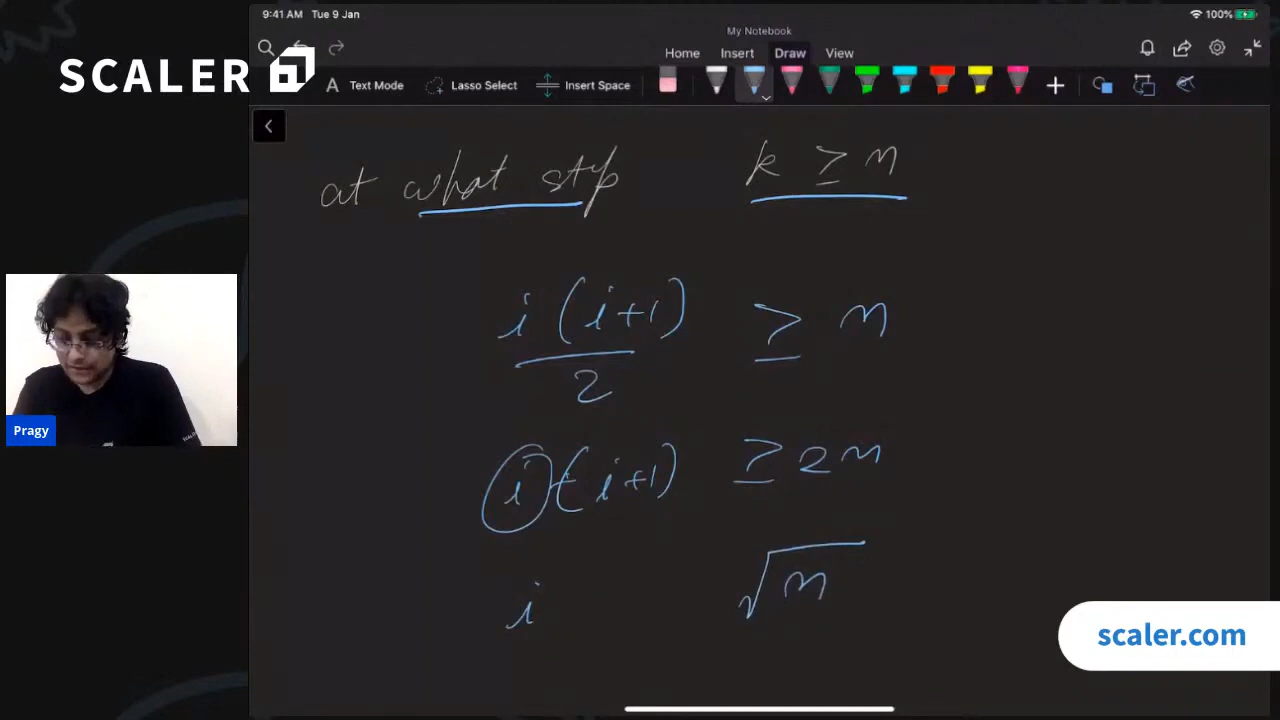 9:41 AM Tue 9 Jan
100%
My Notebook
SCALER
Home Insert Draw View
A Text Mode Lasso Select Insert Space
at what step k ≥ n
i (i+1) ≥ n
2
i (i+1) ≥ 2n
i √n
Pragy
scaler.com